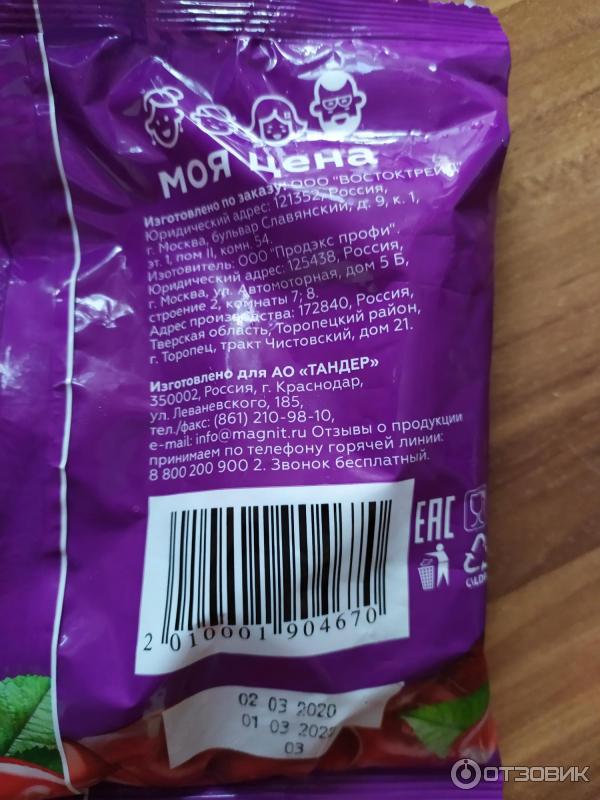 МОЯ цена
Изготовлено по заказу: ООО "ВОСТОКТРЕЙД"
Юридический адрес: 121352, Россия,
г. Москва, бульвар Славянский, д. 9, к. 1,
эт. 1, пом II, комн. 54.
Изотовитель: ООО "Продэкс профи".
Юридический адрес: 125438, Россия,
г. Москва, ул. Автомоторная, дом 5 Б,
строение 2, комнаты 7; 8.
Адрес производства: 172840, Россия,
Тверская область, Торопецкий район,
г. Торопец, тракт Чистовский, дом 21.
Изготовлено для АО «ТАНДЕР»
350002, Россия, г. Краснодар,
ул. Леваневского, 185,
тел./факс: (861) 210-98-10,
e-mail: info@magnit.ru Отзывы о продукции
принимаем по телефону горячей линии:
8 800 200 900 2. Звонок бесплатный.
EAC
2 010001 904670
02 03 2020
01 03 2022
03
ОТЗОВИК